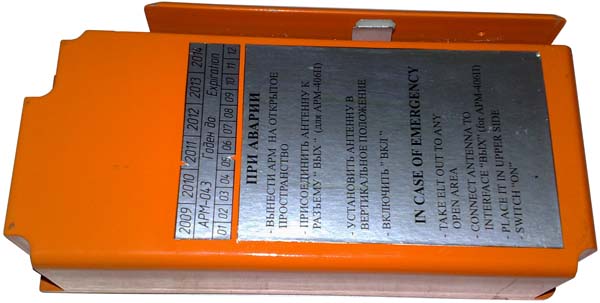 2009 2010 2011 2012 2013 2014
АРМ-043 Годен до Expiration
01 02 03 04 05 06 07 08 09 10 11 12
ПРИ АВАРИИ
- ВЫНЕСТИ АРМ НА ОТКРЫТОЕ
ПРОСТРАНСТВО
- ПРИСОЕДИНИТЬ АНТЕННУ К
РАЗЪЕМУ "ВЫХ" (для АРМ-406П)
- УСТАНОВИТЬ АНТЕННУ В
ВЕРТИКАЛЬНОЕ ПОЛОЖЕНИЕ
- ВКЛЮЧИТЬ "ВКЛ"
IN CASE OF EMERGENCY
- TAKE ELT OUT TO ANY
OPEN AREA
- CONNECT ANTENNA TO
INTERFACE "ВЫХ" (for АРМ-406П)
- PLACE IT IN UPPER SIDE
- SWITCH "ON"